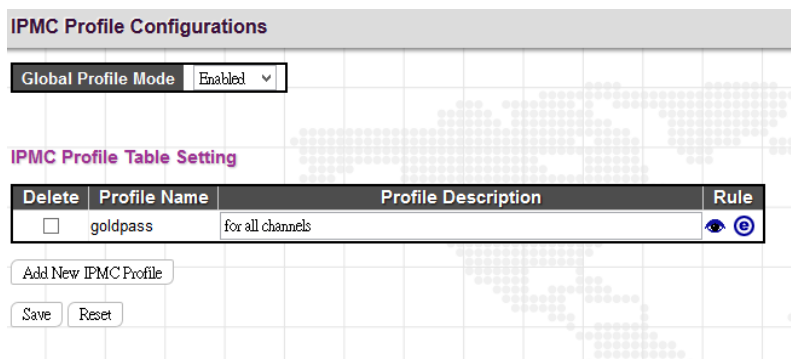 IPMC Profile Configurations
Global Profile Mode Enabled
IPMC Profile Table Setting
Delete Profile Name Profile Description Rule
goldpass for all channels e
Add New IPMC Profile
Save Reset